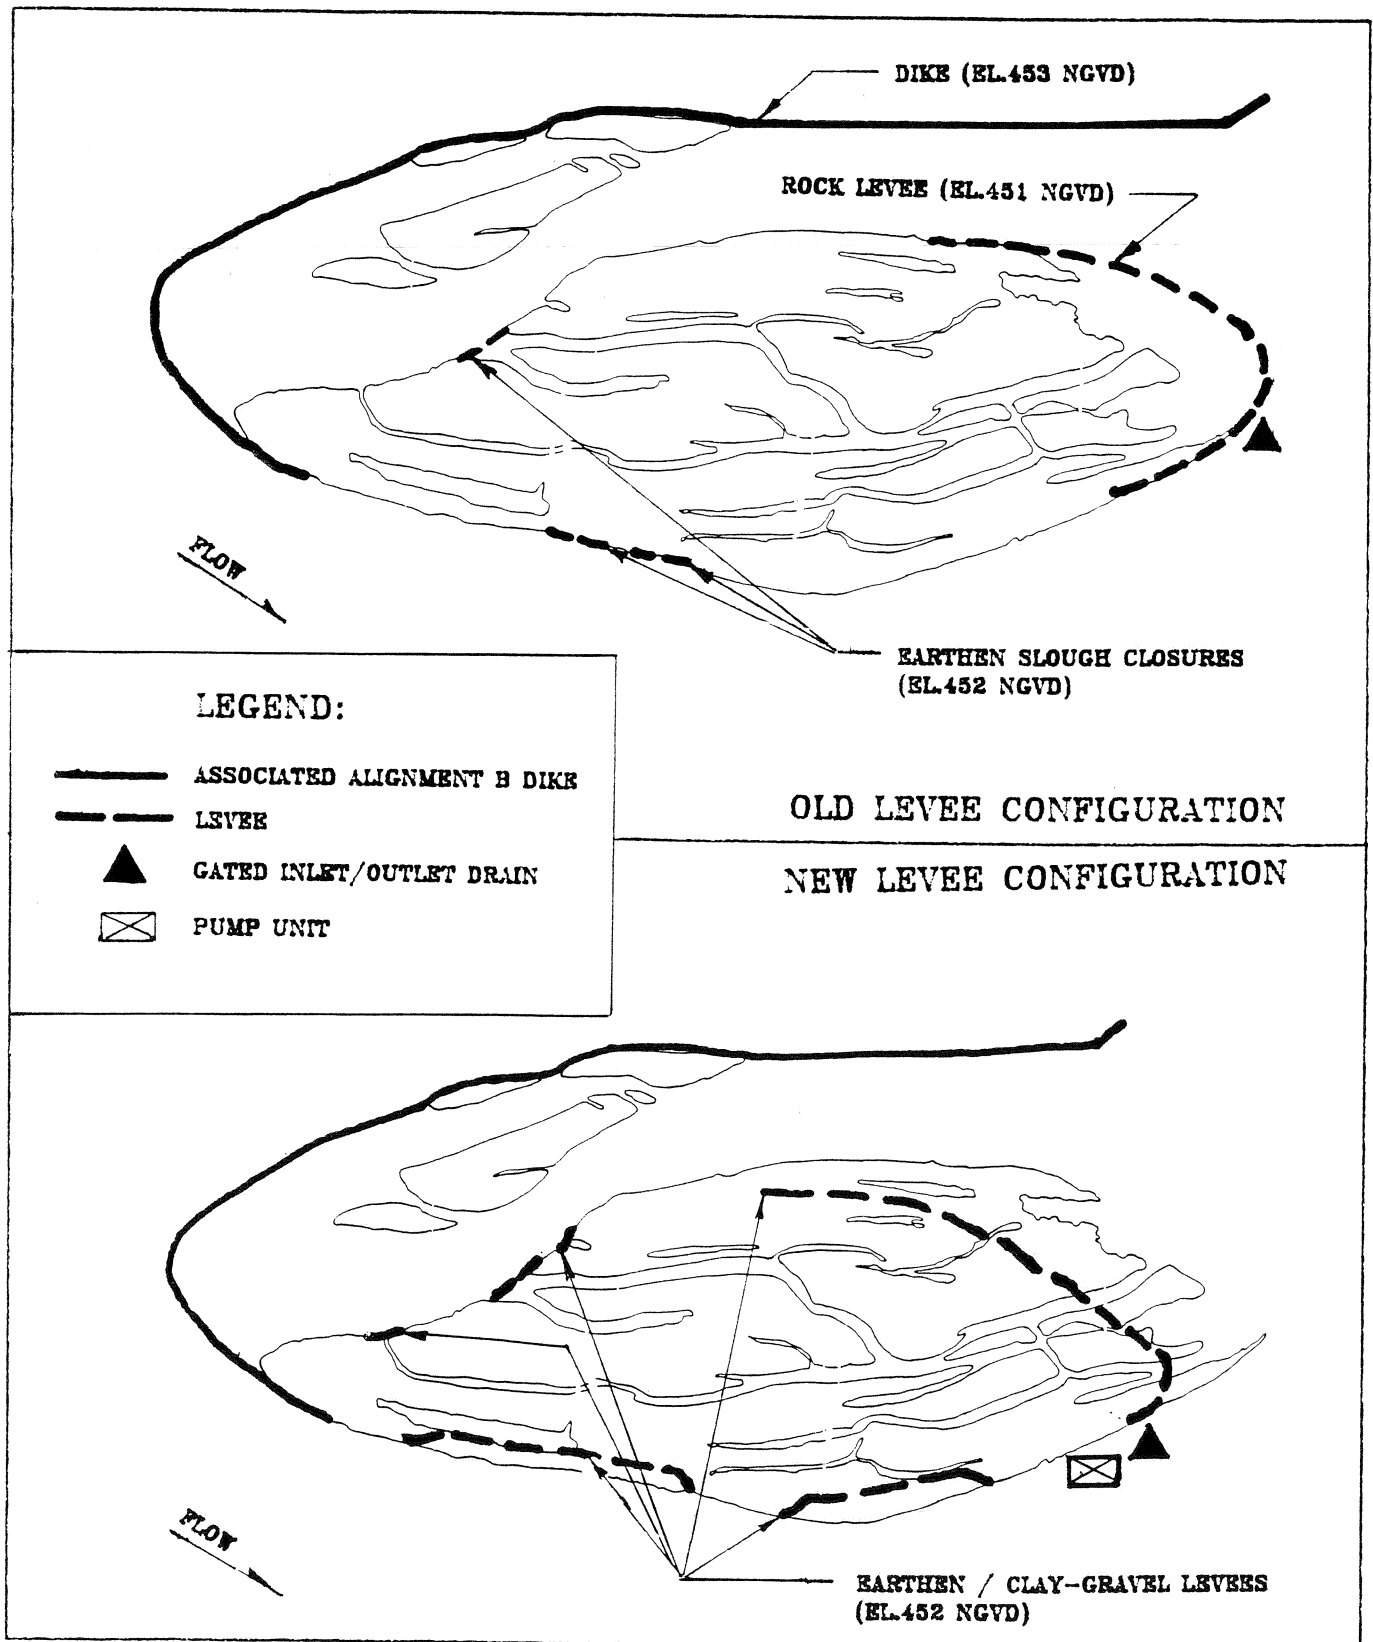 DIKE (EL.453 NGVD)
ROCK LEVEE (EL.451 NGVD)
FLOW
EARTHEN SLOUGH CLOSURES
(EL.452 NGVD)
LEGEND:
ASSOCIATED ALIGNMENT B DIKE
LEVEE
GATED INLET/OUTLET DRAIN
PUMP UNIT
OLD LEVEE CONFIGURATION
NEW LEVEE CONFIGURATION
FLOW
EARTHEN / CLAY-GRAVEL LEVEES
(EL.452 NGVD)